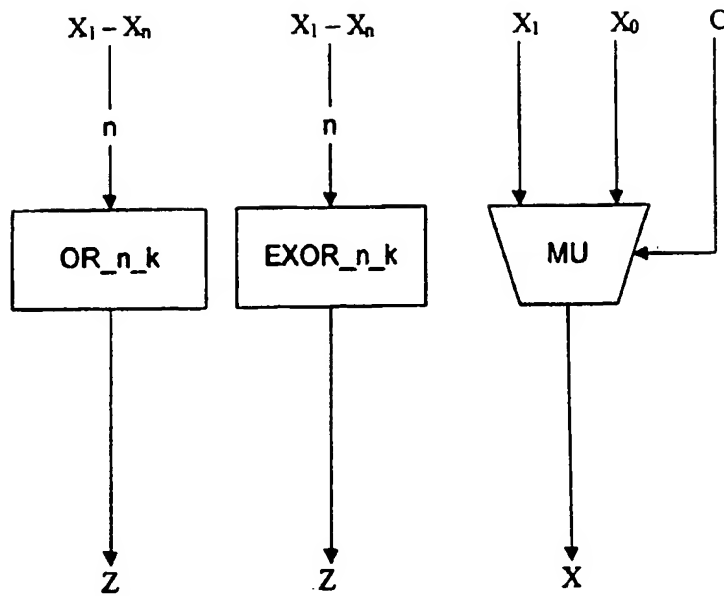 X₁ – Xₙ X₁ – Xₙ X₁ X₀ C
n n
OR_n_k EXOR_n_k MU
Z Z X